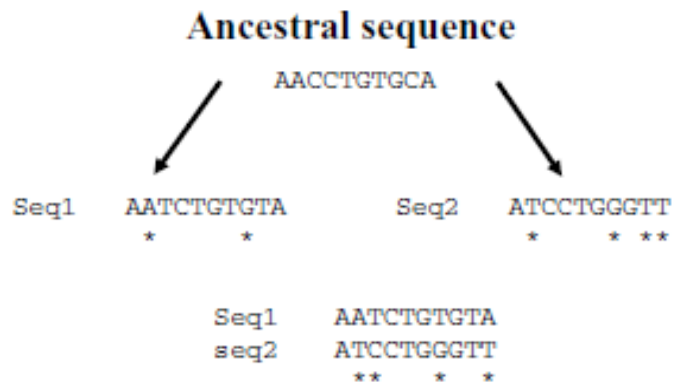 Ancestral sequence
AACCTGTGCA
Seq1 AATCTGTGTA Seq2 ATCCTGGGTT
* * * * **
Seq1 AATCTGTGTA
seq2 ATCCTGGGTT
** * *